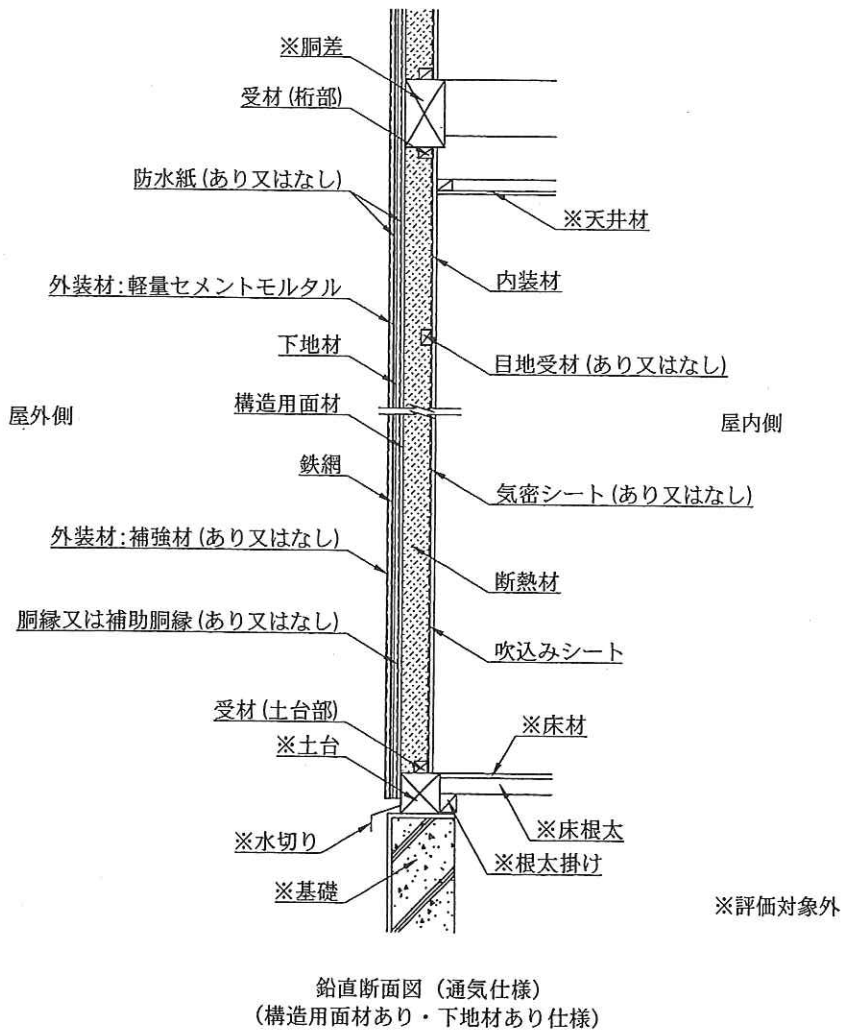 ※胴差
受材(桁部)
防水紙(あり又はなし)
※天井材
外装材:軽量セメントモルタル
内装材
下地材
目地受材(あり又はなし)
構造用面材
屋外側
屋内側
鉄網
気密シート(あり又はなし)
外装材:補強材(あり又はなし)
断熱材
胴縁又は補助胴縁(あり又はなし)
吹込みシート
受材(土台部)
※床材
※土台
※水切り
※床根太
※根太掛け
※基礎
※評価対象外
鉛直断面図(通気仕様)
(構造用面材あり・下地材あり仕様)